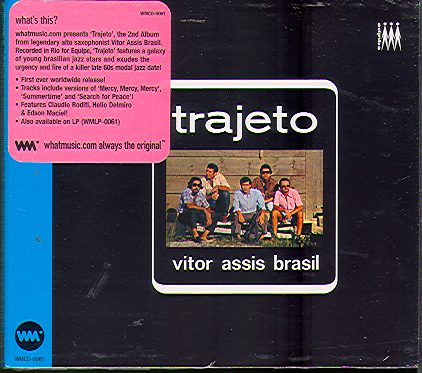 WMCD-0061
what's this?
whatmusic.com presents 'Trajeto', the 2nd Album
from legendary alto saxophonist Vitor Assis Brasil.
Recorded in Rio for Equipe, 'Trajeto' features a galaxy
of young brasilian jazz stars and exudes the
urgency and fire of a killer late 60s modal jazz date!
• First ever worldwide release!
• Tracks include versions of 'Mercy, Mercy, Mercy',
'Summertime' and 'Search for Peace'!
• Features Claudio Roditi, Helio Delmiro
& Edson Maciel!
• Also available on LP (WMLP-0061)
wm whatmusic.com always the original™
trajeto
vitor assis brasil
wm
WMCD-0061